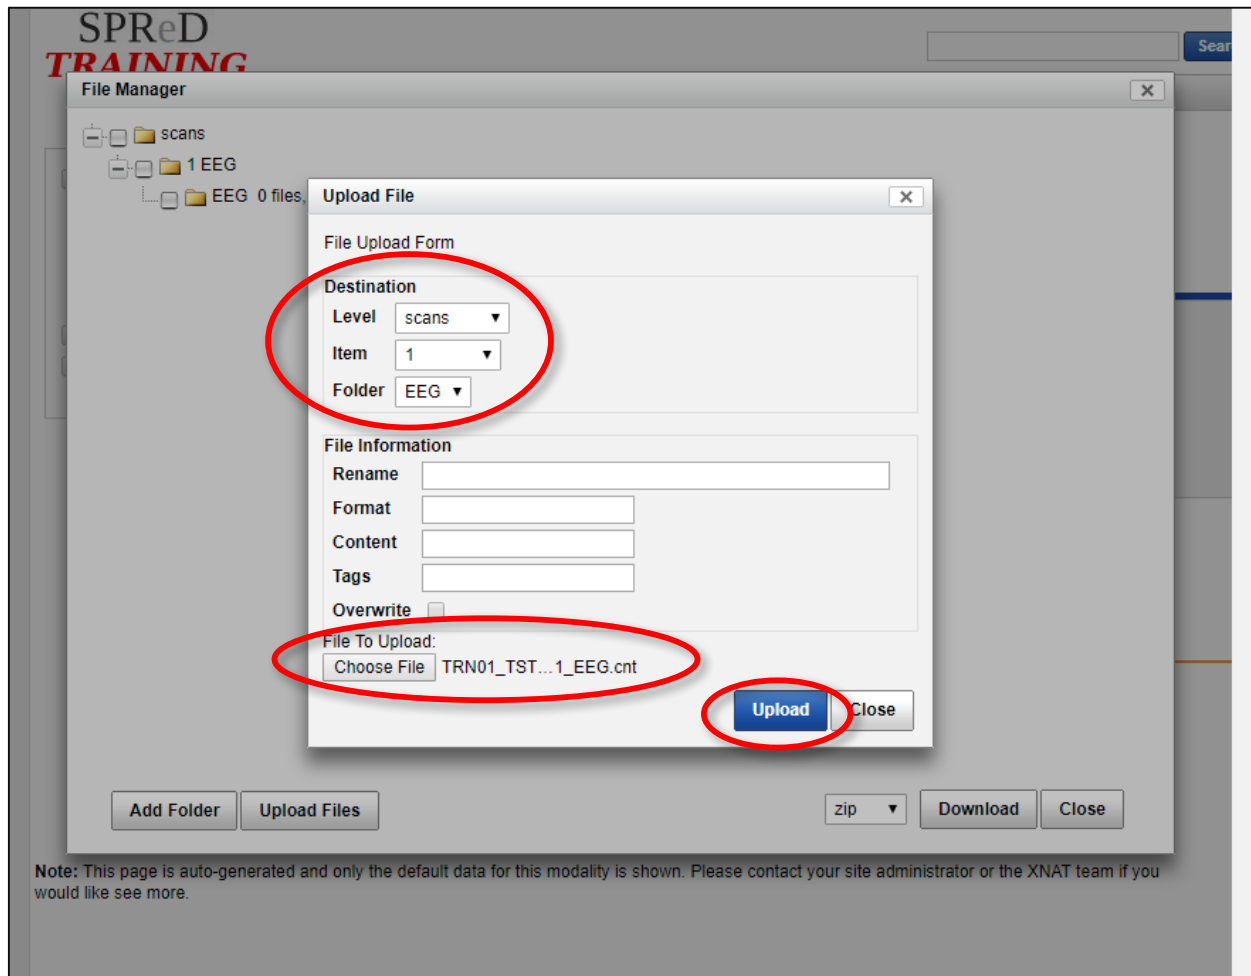 SPReD
TRAINING
Sear
File Manager
scans
1 EEG
EEG 0 files,
Upload File
File Upload Form
Destination
Level scans
Item 1
Folder EEG
File Information
Rename
Format
Content
Tags
Overwrite
File To Upload:
Choose File TRN01_TST...1_EEG.cnt
Upload Close
Add Folder Upload Files zip Download Close
Note: This page is auto-generated and only the default data for this modality is shown. Please contact your site administrator or the XNAT team if you
would like see more.